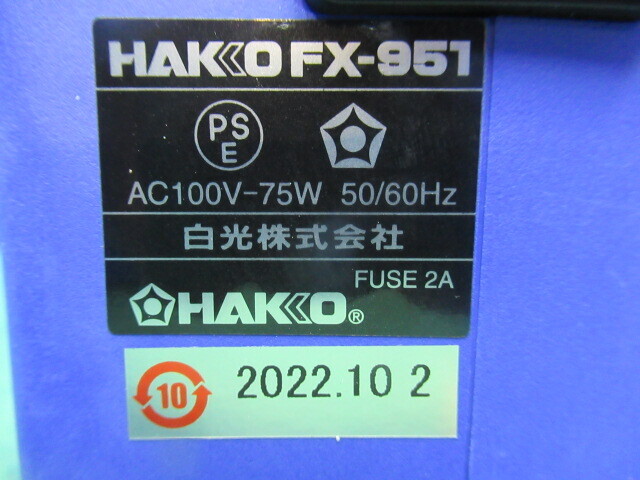 HAKKO FX-951
PS
E
AC100V-75W 50/60Hz
白光株式会社
FUSE 2A
HAKKO®
10 2022.10 2